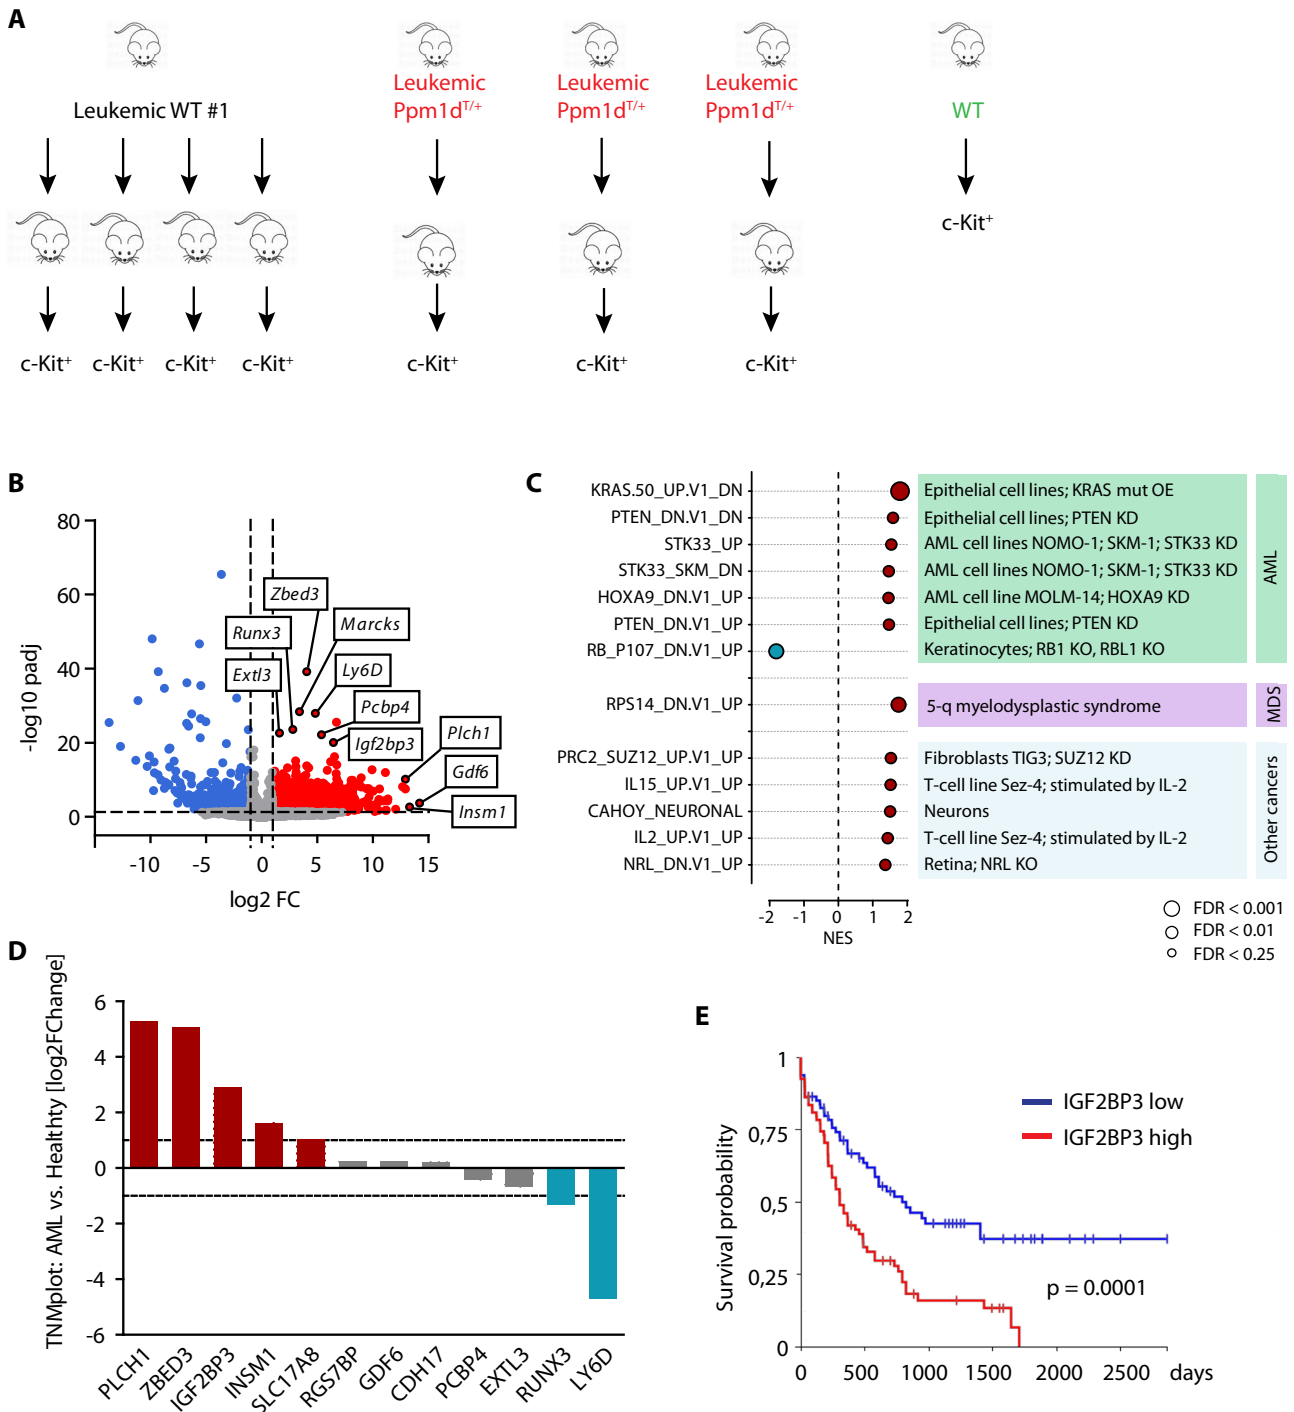 A
Leukemic WT #1
Leukemic
Ppm1dT/+
Leukemic
Ppm1dT/+
Leukemic
Ppm1dT/+
WT
c-Kit+
c-Kit+ c-Kit+ c-Kit+ c-Kit+ c-Kit+ c-Kit+ c-Kit+
B
-log10 padj
80
60
40
20
0
-10 -5 0 5 10 15
log2 FC
Zbed3
Runx3
Marcks
Extl3
Ly6D
Pcbp4
Igf2bp3
Plch1
Gdf6
Insm1
C
KRAS.50_UP.V1_DN Epithelial cell lines; KRAS mut OE
PTEN_DN.V1_DN Epithelial cell lines; PTEN KD
STK33_UP AML cell lines NOMO-1; SKM-1; STK33 KD
STK33_SKM_DN AML cell lines NOMO-1; SKM-1; STK33 KD
HOXA9_DN.V1_UP AML cell line MOLM-14; HOXA9 KD
PTEN_DN.V1_UP Epithelial cell lines; PTEN KD
RB_P107_DN.V1_UP Keratinocytes; RB1 KO, RBL1 KO
AML
RPS14_DN.V1_UP 5-q myelodysplastic syndrome
MDS
PRC2_SUZ12_UP.V1_UP Fibroblasts TIG3; SUZ12 KD
IL15_UP.V1_UP T-cell line Sez-4; stimulated by IL-2
CAHOY_NEURONAL Neurons
IL2_UP.V1_UP T-cell line Sez-4; stimulated by IL-2
NRL_DN.V1_UP Retina; NRL KO
Other cancers
-2 -1 0 1 2
NES
FDR < 0.001
FDR < 0.01
FDR < 0.25
D
TNMplot: AML vs. Healthty [log2FChange]
6
4
2
0
-2
-4
-6
PLCH1 ZBED3 IGF2BP3 INSM1 SLC17A8 RGS7BP GDF6 CDH17 PCBP4 EXTL3 RUNX3 LY6D
E
Survival probability
1
0,75
0,5
0,25
0
IGF2BP3 low
IGF2BP3 high
p = 0.0001
0 500 1000 1500 2000 2500 days